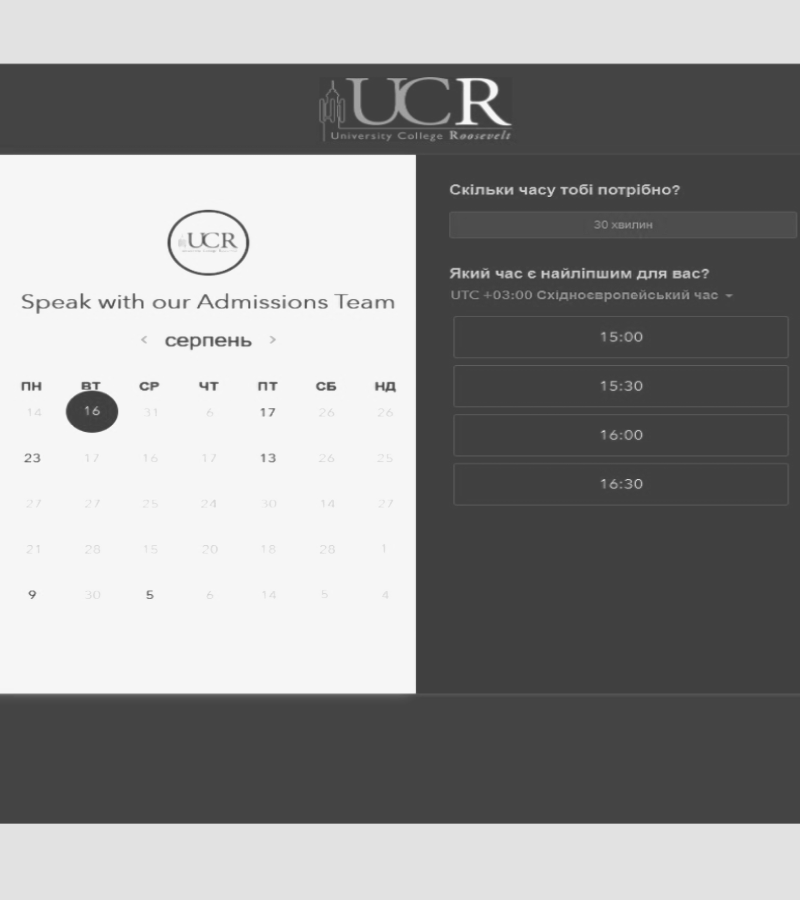 UCR
University College Roosevelt
UCR
Speak with our Admissions Team
‹ серпень ›
ПН ВТ СР ЧТ ПТ СБ НД
14 16 31 6 17 26 26
23 17 16 17 13 26 25
27 27 25 24 30 14 27
21 28 15 20 18 28 1
9 30 5 6 14 5 4
Скільки часу тобі потрібно?
30 хвилин
Який час є найліпшим для вас?
UTC +03:00 Східноєвропейський час
15:00
15:30
16:00
16:30